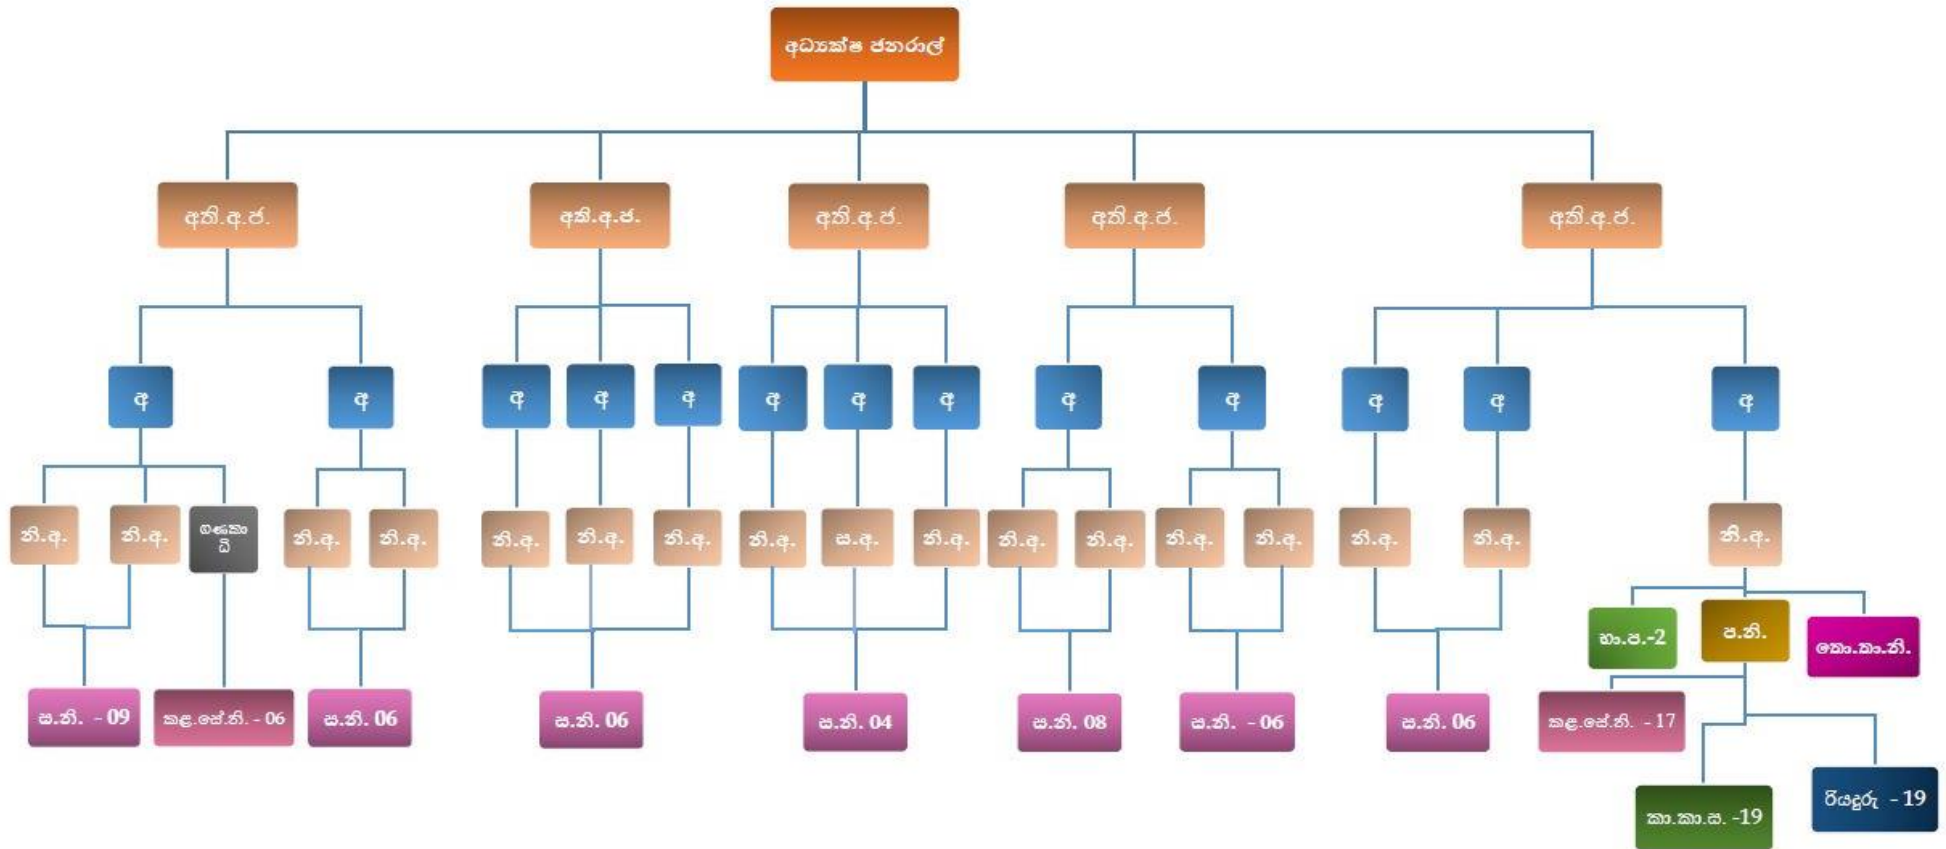 අධ්‍යක්ෂ ජනරාල්
අති.අ.ජ.
අති.අ.ජ.
අති.අ.ජ.
අති.අ.ජ.
අති.අ.ජ.
අ
අ
අ
අ
අ
අ
අ
අ
අ
අ
අ
අ
අ
නි.අ.
නි.අ.
ගණකා
ධි
නි.අ.
නි.අ.
නි.අ.
නි.අ.
නි.අ.
නි.අ.
ස.අ.
නි.අ.
නි.අ.
නි.අ.
නි.අ.
නි.අ.
නි.අ.
නි.අ.
නි.අ.
භා.ප.-2
ප.නි.
තො.තා.නි.
ස.නි. - 09
කළ.සේ.නි. - 06
ස.නි. 06
ස.නි. 06
ස.නි. 04
ස.නි. 08
ස.නි. - 06
ස.නි. 06
කළ.සේ.නි. - 17
කා.කා.ස. -19
රියදුරු - 19